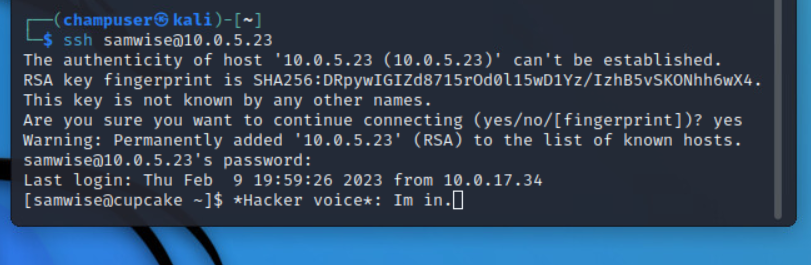 ┌──(champuser㉿kali)-[~]
└─$ ssh samwise@10.0.5.23
The authenticity of host '10.0.5.23 (10.0.5.23)' can't be established.
RSA key fingerprint is SHA256:DRpywIGIZd8715rOd0l15wD1Yz/IzhB5vSKONhh6wX4.
This key is not known by any other names.
Are you sure you want to continue connecting (yes/no/[fingerprint])? yes
Warning: Permanently added '10.0.5.23' (RSA) to the list of known hosts.
samwise@10.0.5.23's password:
Last login: Thu Feb  9 19:59:26 2023 from 10.0.17.34
[samwise@cupcake ~]$ *Hacker voice*: Im in.